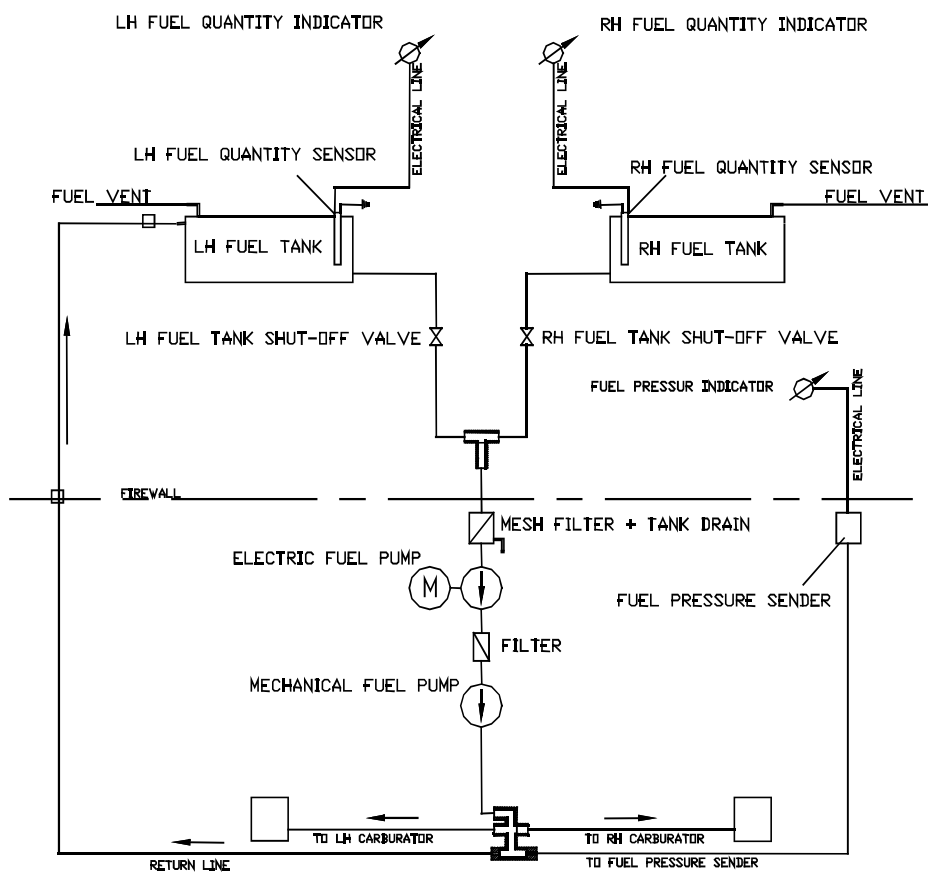 LH FUEL QUANTITY INDICATOR
RH FUEL QUANTITY INDICATOR
ELECTRICAL LINE
ELECTRICAL LINE
LH FUEL QUANTITY SENSOR
RH FUEL QUANTITY SENSOR
FUEL VENT
FUEL VENT
LH FUEL TANK
RH FUEL TANK
LH FUEL TANK SHUT-OFF VALVE
RH FUEL TANK SHUT-OFF VALVE
FUEL PRESSUR INDICATOR
ELECTRICAL LINE
FIREWALL
MESH FILTER + TANK DRAIN
ELECTRIC FUEL PUMP
M
FUEL PRESSURE SENDER
FILTER
MECHANICAL FUEL PUMP
TO LH CARBURATOR
TO RH CARBURATOR
RETURN LINE
TO FUEL PRESSURE SENDER